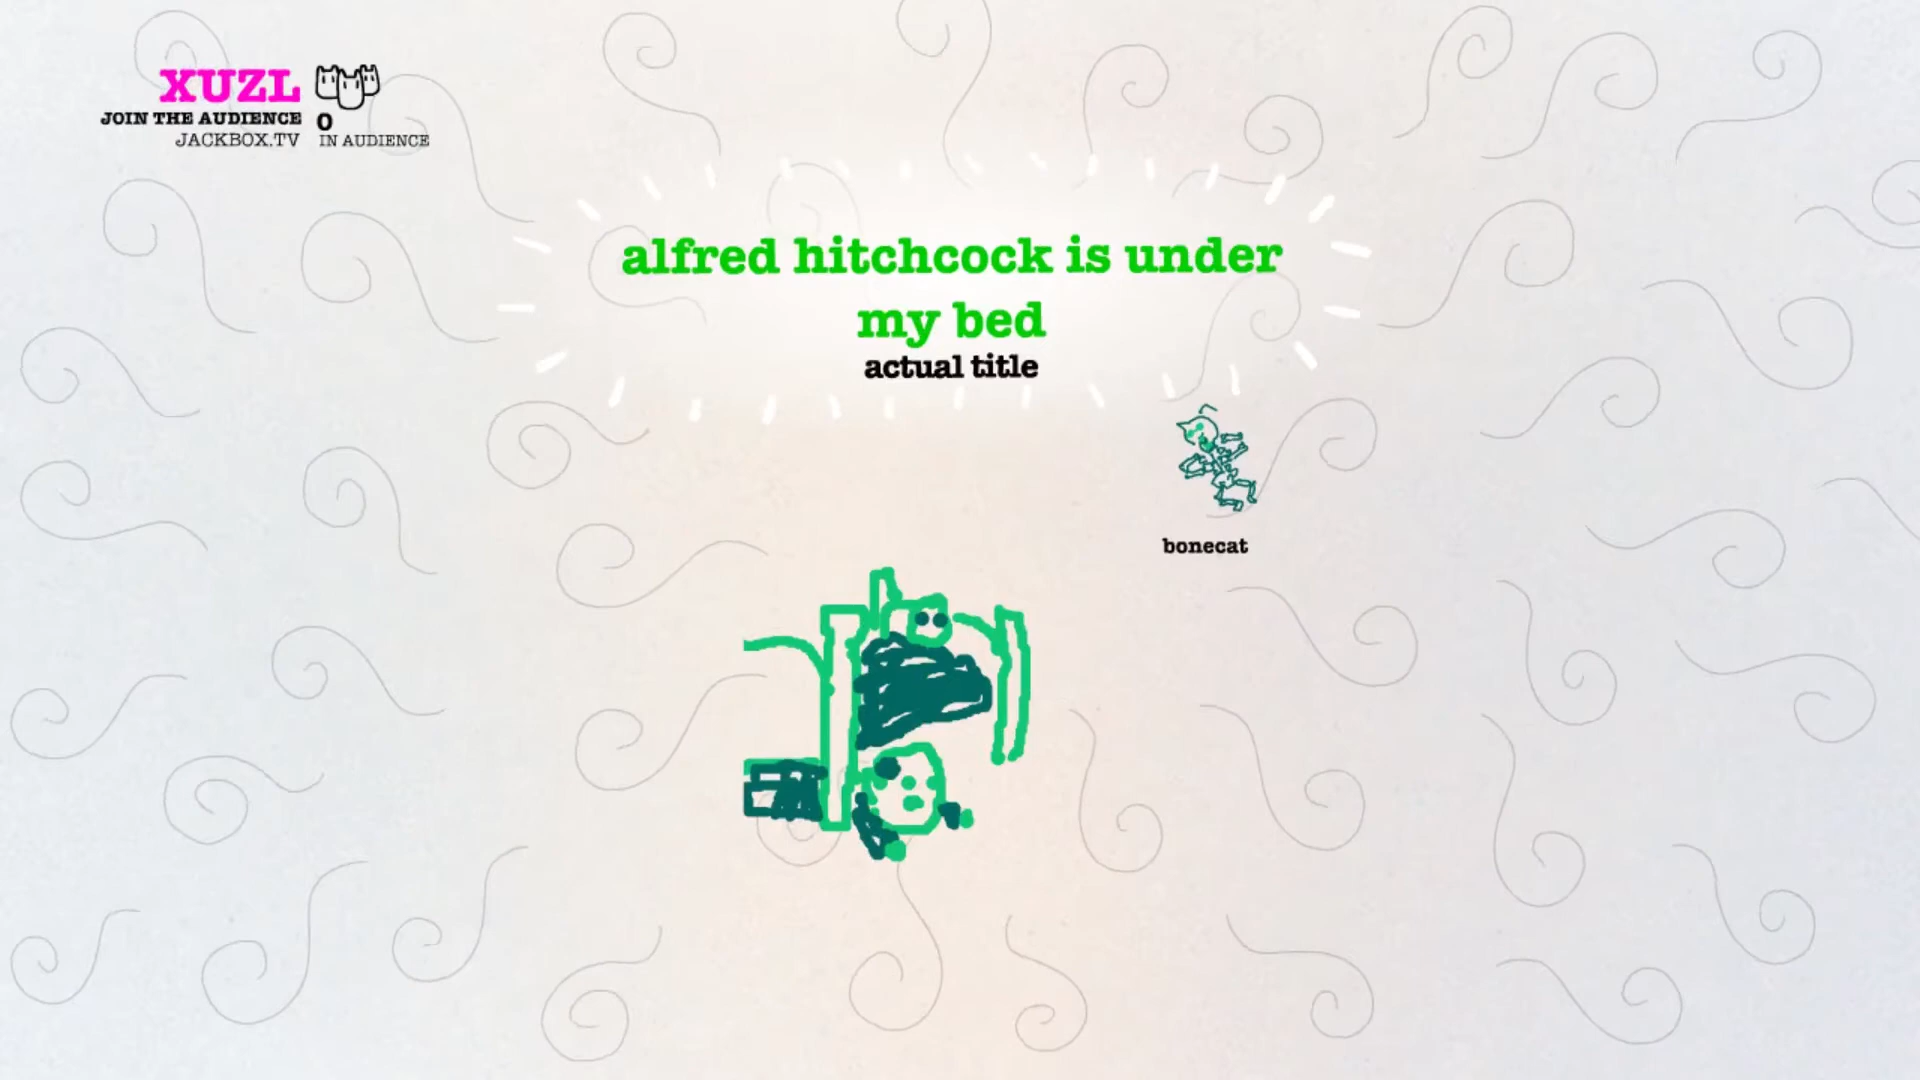 XUZL
JOIN THE AUDIENCE
JACKBOX.TV
0
IN AUDIENCE
alfred hitchcock is under
my bed
actual title
bonecat